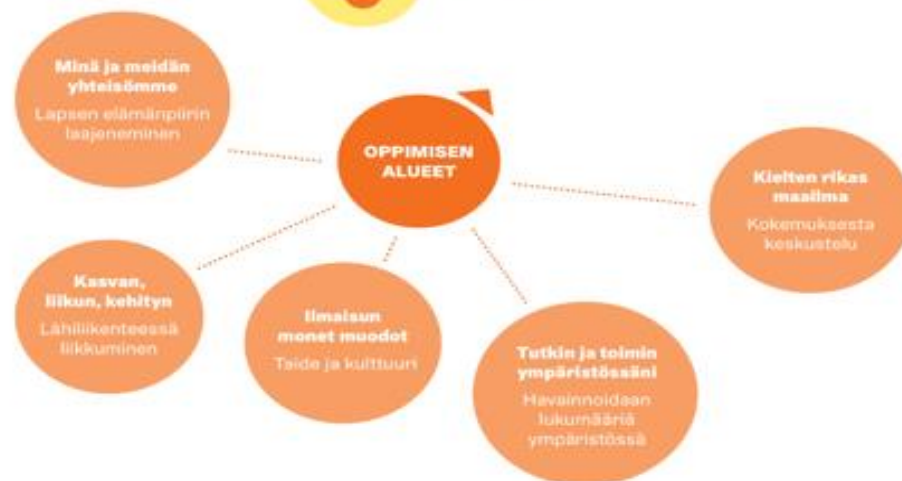 Minä ja meidän
yhteisömme
Lapsen elämänpiirin
laajeneminen
OPPIMISEN
ALUEET
Kielten rikas
maailma
Kokemuksesta
keskustelu
Kasvan,
liikun, kehityn
Lähiliikenteessä
liikkuminen
Ilmaisun
monet muodot
Taide ja kulttuuri
Tutkin ja toimin
ympäristössäni
Havainnoidaan
lukumääriä
ympäristössä